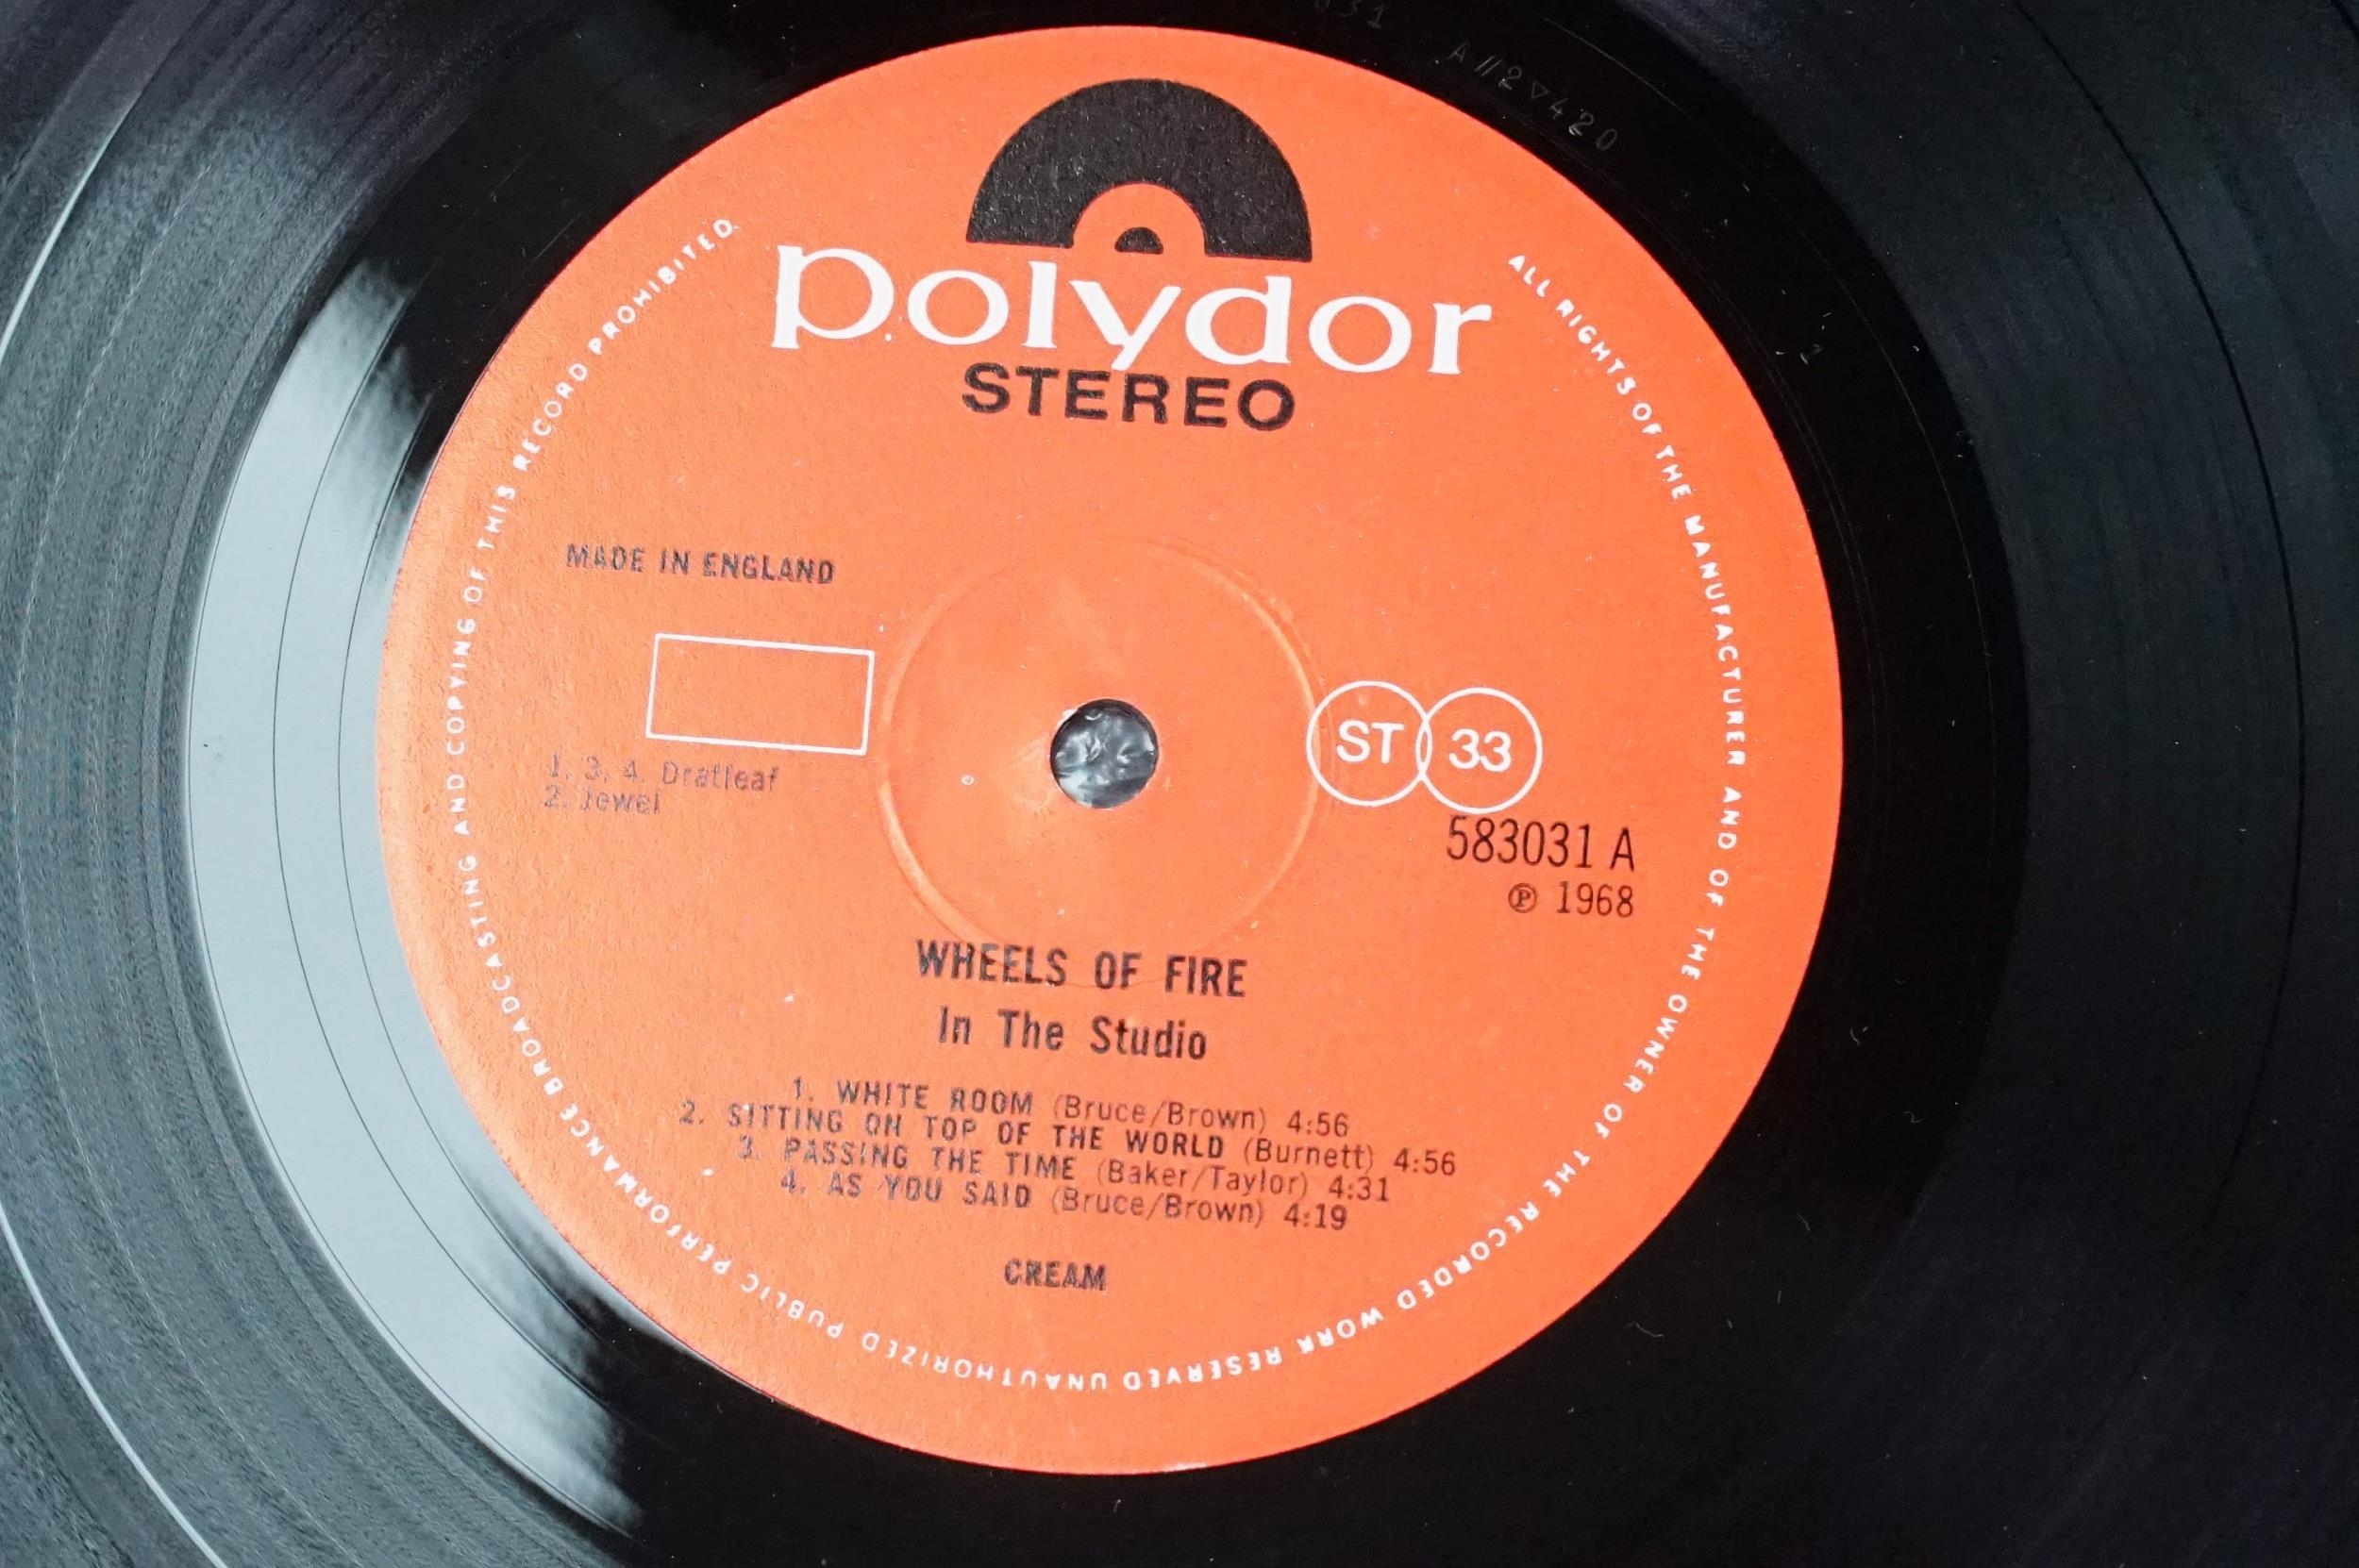 polydor
STEREO
ALL RIGHTS OF THE MANUFACTURER AND OF THE OWNER OF THE RECORDED WORK RESERVED UNAUTHORIZED PUBLIC PERFORMANCE BROADCASTING AND COPYING OF THIS RECORD PROHIBITED.
MADE IN ENGLAND
ST 33
1. 3. 4. Dratleaf
2. Jewel
583031 A
℗ 1968
WHEELS OF FIRE
In The Studio
1. WHITE ROOM (Bruce/Brown) 4:56
2. SITTING ON TOP OF THE WORLD (Burnett) 4:56
3. PASSING THE TIME (Baker/Taylor) 4:31
4. AS YOU SAID (Bruce/Brown) 4:19
CREAM
A//2▽420